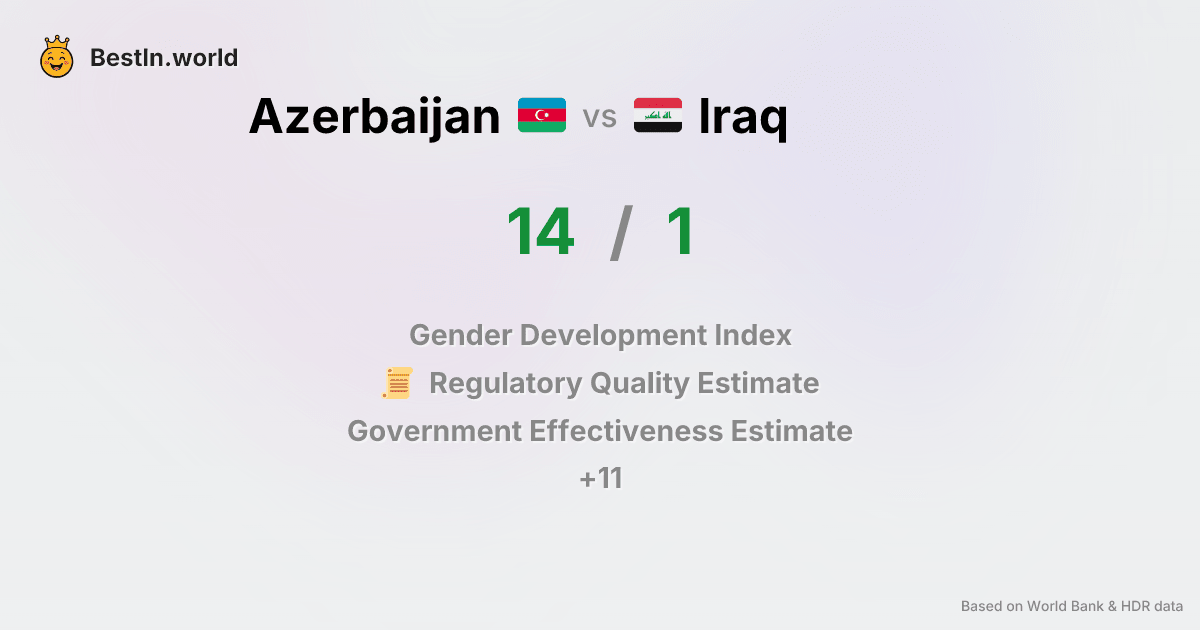 BestIn.world
Azerbaijan vs Iraq
14 / 1
Gender Development Index
Regulatory Quality Estimate
Government Effectiveness Estimate
+11
Based on World Bank & HDR data